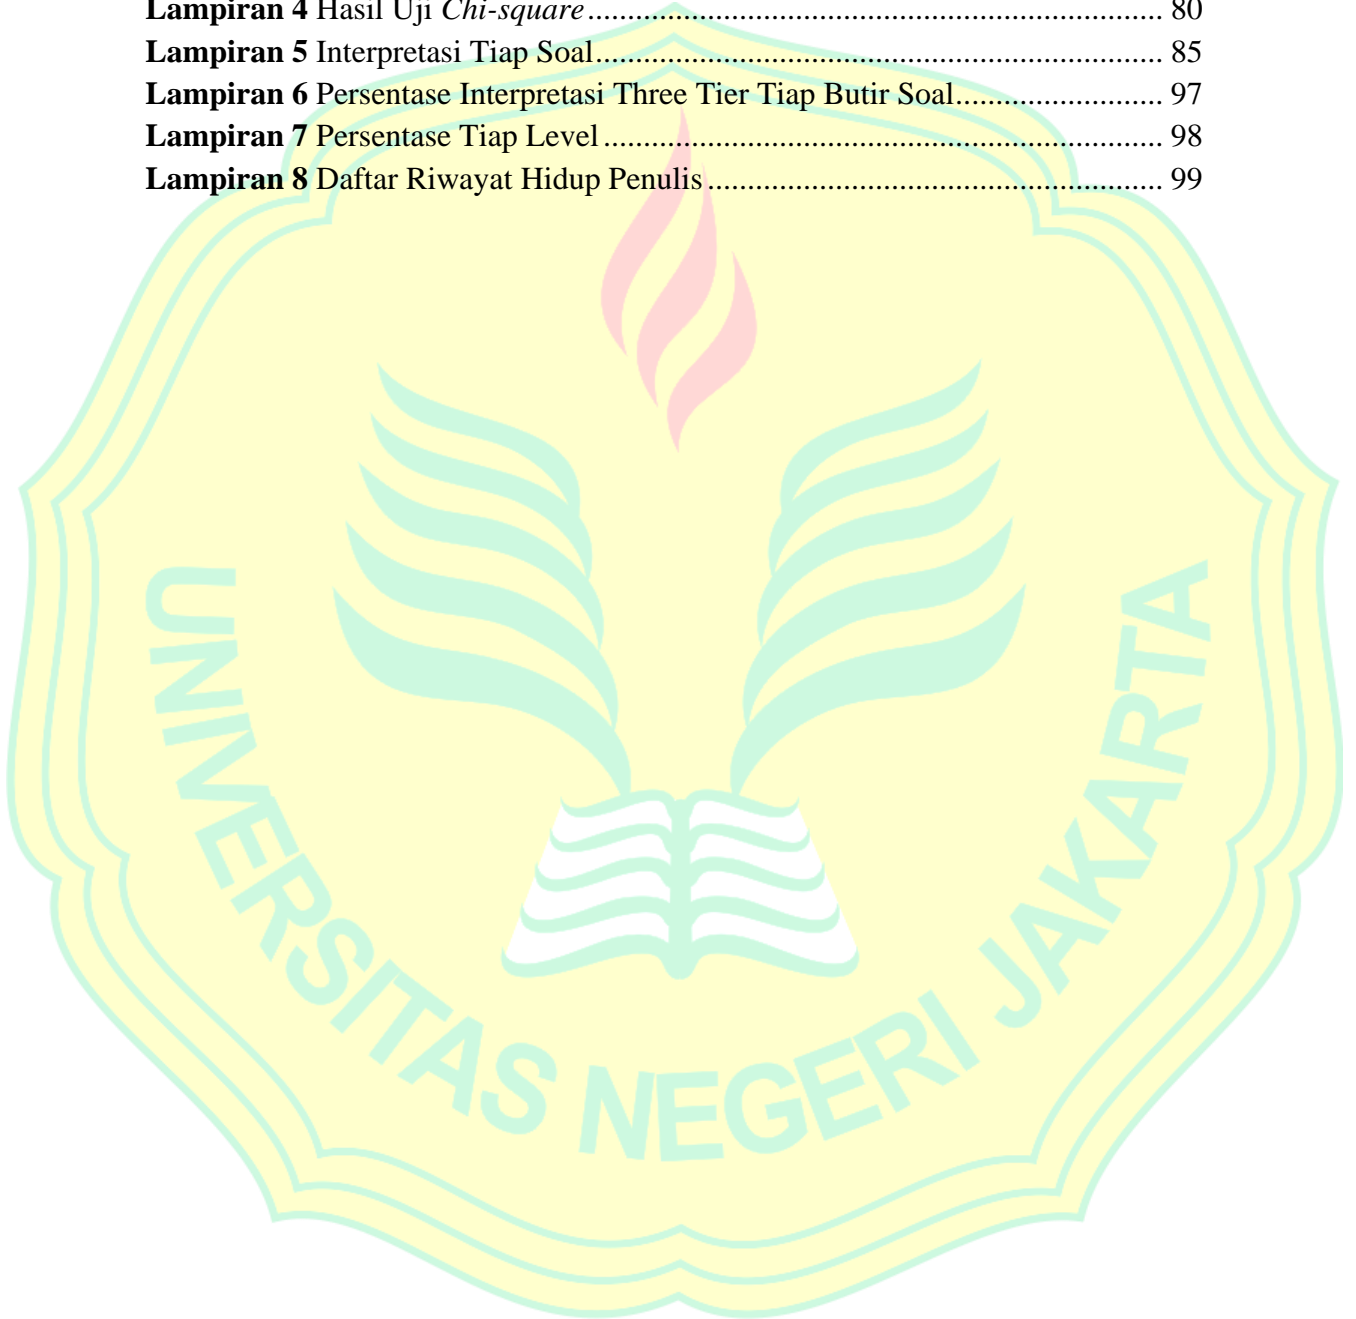 Lampiran 4 Hasil Uji Chi-square........................................................................ 80
Lampiran 5 Interpretasi Tiap Soal....................................................................... 85
Lampiran 6 Persentase Interpretasi Three Tier Tiap Butir Soal.......................... 97
Lampiran 7 Persentase Tiap Level ...................................................................... 98
Lampiran 8 Daftar Riwayat Hidup Penulis......................................................... 99
UNIVERSITAS NEGERI JAKARTA